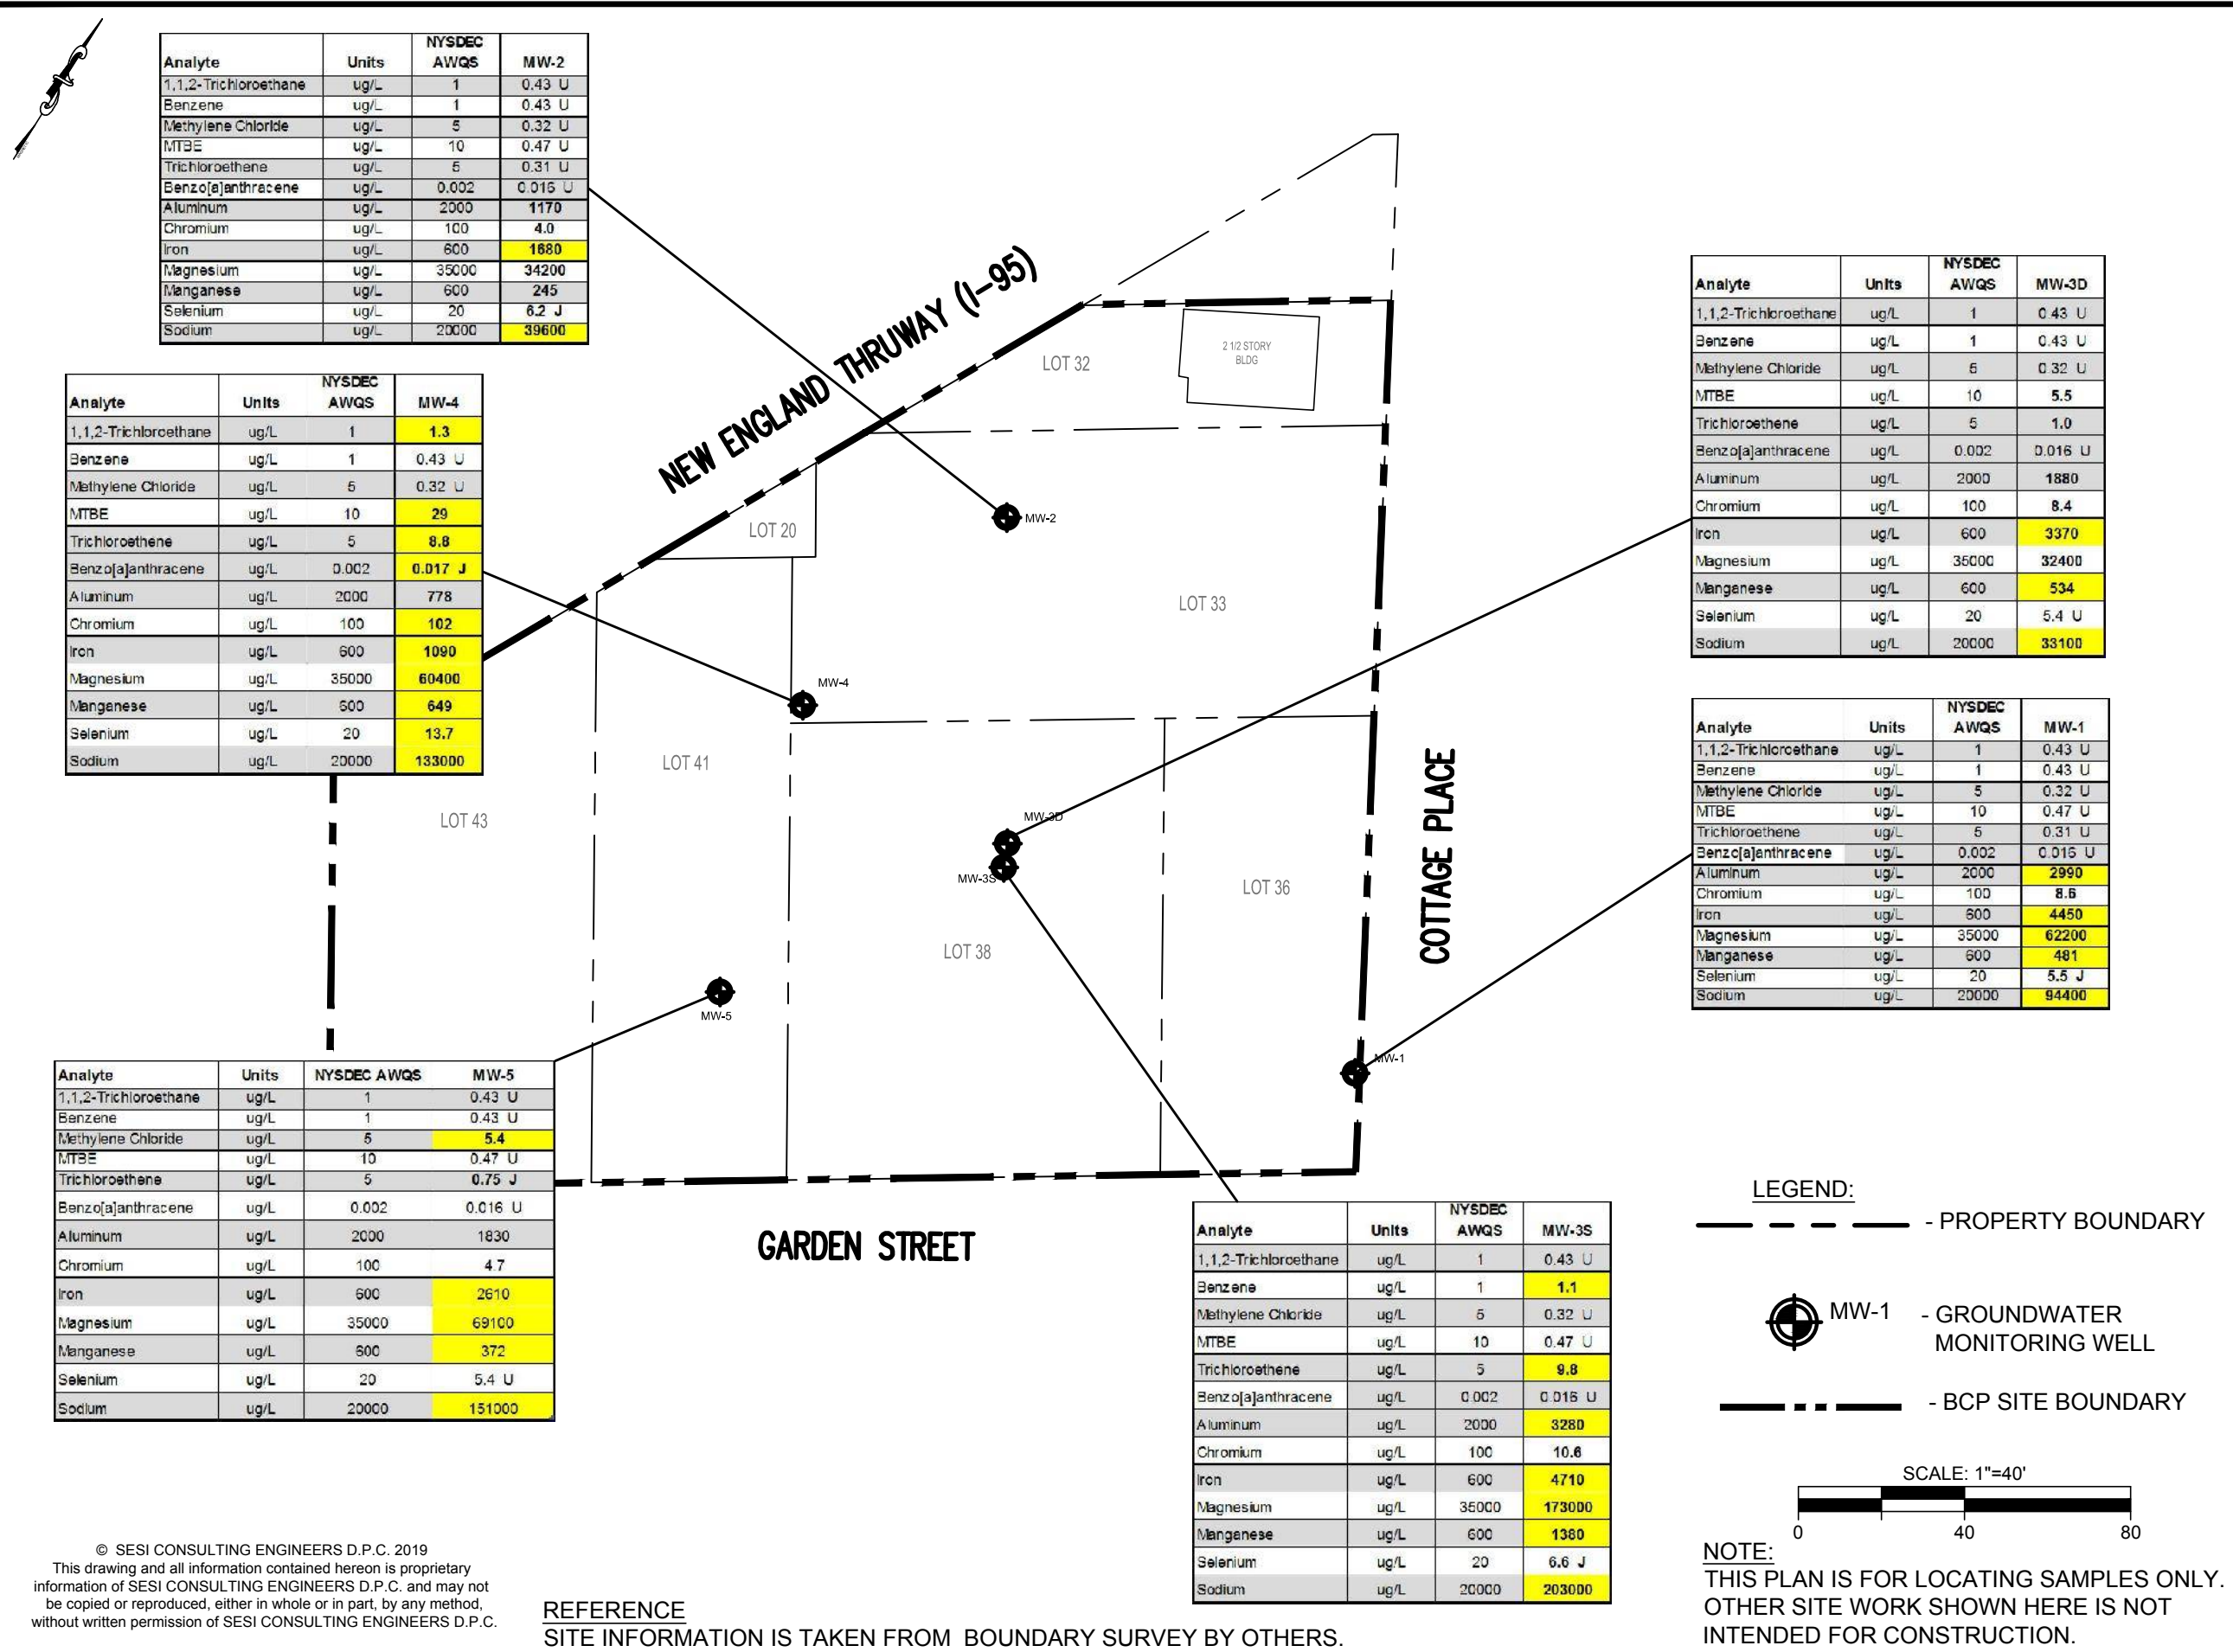 NYSDEC
Analyte Units AWQS MW-2
1,1,2-Trichloroethane ug/L 1 0.43 U
Benzene ug/L 1 0.43 U
Methylene Chloride ug/L 5 0.32 U
MTBE ug/L 10 0.47 U
Trichloroethene ug/L 5 0.31 U
Benzo[a]anthracene ug/L 0.002 0.016 U
Aluminum ug/L 2000 1170
Chromium ug/L 100 4.0
Iron ug/L 600 1680
Magnesium ug/L 35000 34200
Manganese ug/L 600 245
Selenium ug/L 20 6.2 J
Sodium ug/L 20000 39600
NYSDEC
Analyte Units AWQS MW-4
1,1,2-Trichloroethane ug/L 1 1.3
Benzene ug/L 1 0.43 U
Methylene Chloride ug/L 5 0.32 U
MTBE ug/L 10 29
Trichloroethene ug/L 5 8.8
Benzo[a]anthracene ug/L 0.002 0.017 J
Aluminum ug/L 2000 778
Chromium ug/L 100 102
Iron ug/L 600 1090
Magnesium ug/L 35000 60400
Manganese ug/L 600 649
Selenium ug/L 20 13.7
Sodium ug/L 20000 133000
Analyte Units NYSDEC AWQS MW-5
1,1,2-Trichloroethane ug/L 1 0.43 U
Benzene ug/L 1 0.43 U
Methylene Chloride ug/L 5 5.4
MTBE ug/L 10 0.47 U
Trichloroethene ug/L 5 0.75 J
Benzo[a]anthracene ug/L 0.002 0.016 U
Aluminum ug/L 2000 1830
Chromium ug/L 100 4.7
Iron ug/L 600 2610
Magnesium ug/L 35000 69100
Manganese ug/L 600 372
Selenium ug/L 20 5.4 U
Sodium ug/L 20000 151000
NEW ENGLAND THRUWAY (I-95)
LOT 32
2 1/2 STORY
BLDG
LOT 20
MW-2
LOT 33
MW-4
LOT 41
LOT 43
MW-3D
MW-3S
LOT 36
LOT 38
MW-5
MW-1
COTTAGE PLACE
GARDEN STREET
NYSDEC
Analyte Units AWQS MW-3D
1,1,2-Trichloroethane ug/L 1 0.43 U
Benzene ug/L 1 0.43 U
Methylene Chloride ug/L 5 0.32 U
MTBE ug/L 10 5.5
Trichloroethene ug/L 5 1.0
Benzo[a]anthracene ug/L 0.002 0.016 U
Aluminum ug/L 2000 1880
Chromium ug/L 100 8.4
Iron ug/L 600 3370
Magnesium ug/L 35000 32400
Manganese ug/L 600 534
Selenium ug/L 20 5.4 U
Sodium ug/L 20000 33100
NYSDEC
Analyte Units AWQS MW-1
1,1,2-Trichloroethane ug/L 1 0.43 U
Benzene ug/L 1 0.43 U
Methylene Chloride ug/L 5 0.32 U
MTBE ug/L 10 0.47 U
Trichloroethene ug/L 5 0.31 U
Benzo[a]anthracene ug/L 0.002 0.016 U
Aluminum ug/L 2000 2990
Chromium ug/L 100 8.6
Iron ug/L 600 4450
Magnesium ug/L 35000 62200
Manganese ug/L 600 481
Selenium ug/L 20 5.5 J
Sodium ug/L 20000 94400
NYSDEC
Analyte Units AWQS MW-3S
1,1,2-Trichloroethane ug/L 1 0.43 U
Benzene ug/L 1 1.1
Methylene Chloride ug/L 5 0.32 U
MTBE ug/L 10 0.47 U
Trichloroethene ug/L 5 9.8
Benzo[a]anthracene ug/L 0.002 0.016 U
Aluminum ug/L 2000 3280
Chromium ug/L 100 10.6
Iron ug/L 600 4710
Magnesium ug/L 35000 173000
Manganese ug/L 600 1380
Selenium ug/L 20 6.6 J
Sodium ug/L 20000 203000
LEGEND:
- PROPERTY BOUNDARY
MW-1 - GROUNDWATER
MONITORING WELL
- BCP SITE BOUNDARY
SCALE: 1"=40'
0 40 80
NOTE:
THIS PLAN IS FOR LOCATING SAMPLES ONLY.
OTHER SITE WORK SHOWN HERE IS NOT
INTENDED FOR CONSTRUCTION.
© SESI CONSULTING ENGINEERS D.P.C. 2019
This drawing and all information contained hereon is proprietary
information of SESI CONSULTING ENGINEERS D.P.C. and may not
be copied or reproduced, either in whole or in part, by any method,
without written permission of SESI CONSULTING ENGINEERS D.P.C.
REFERENCE
SITE INFORMATION IS TAKEN FROM BOUNDARY SURVEY BY OTHERS.